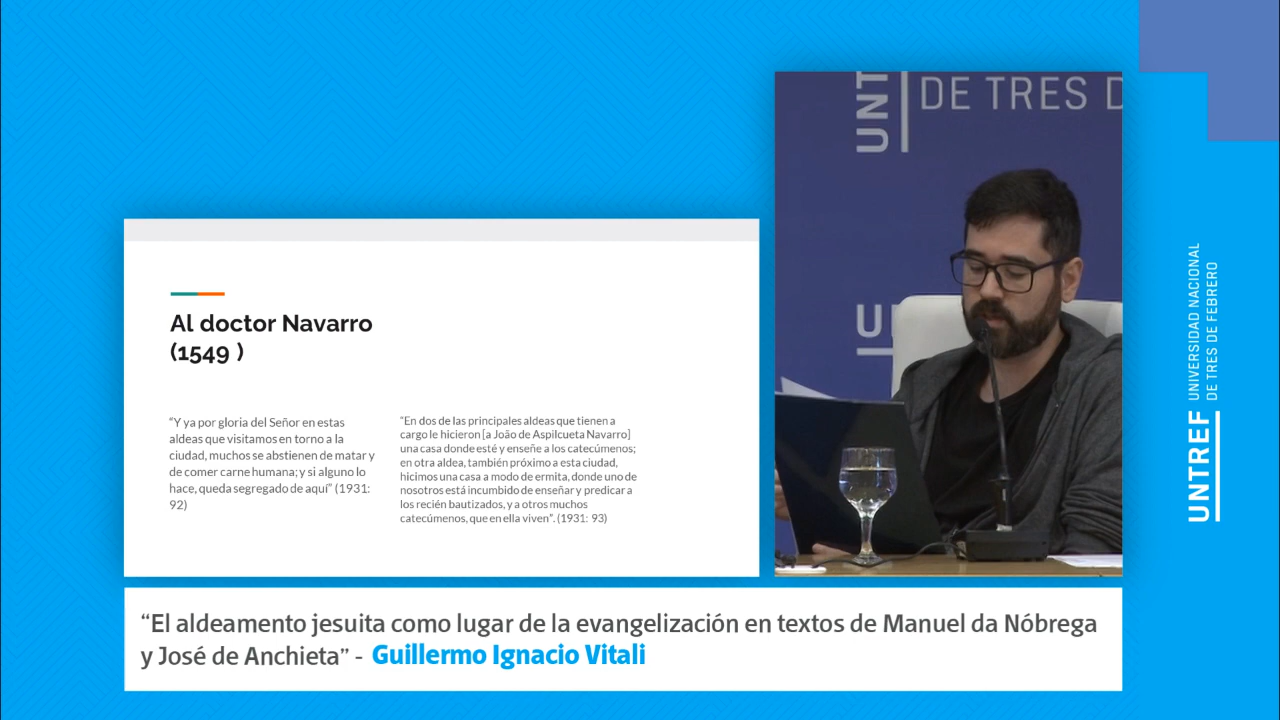 UNT
DE TRES D
U
Al doctor Navarro
(1549 )
“Y ya por gloria del Señor en estas
aldeas que visitamos en torno a la
ciudad, muchos se abstienen de matar y
de comer carne humana; y si alguno lo
hace, queda segregado de aquí” (1931:
92)
“En dos de las principales aldeas que tienen a
cargo le hicieron [a João de Aspilcueta Navarro]
una casa donde esté y enseñe a los catecúmenos;
en otra aldea, también próximo a esta ciudad,
hicimos una casa a modo de ermita, donde uno de
nosotros está incumbido de enseñar y predicar a
los recién bautizados, y a otros muchos
catecúmenos, que en ella viven”. (1931: 93)
“El aldeamento jesuita como lugar de la evangelización en textos de Manuel da Nóbrega
y José de Anchieta” - Guillermo Ignacio Vitali
UNTREF
UNIVERSIDAD NACIONAL
DE TRES DE FEBRERO